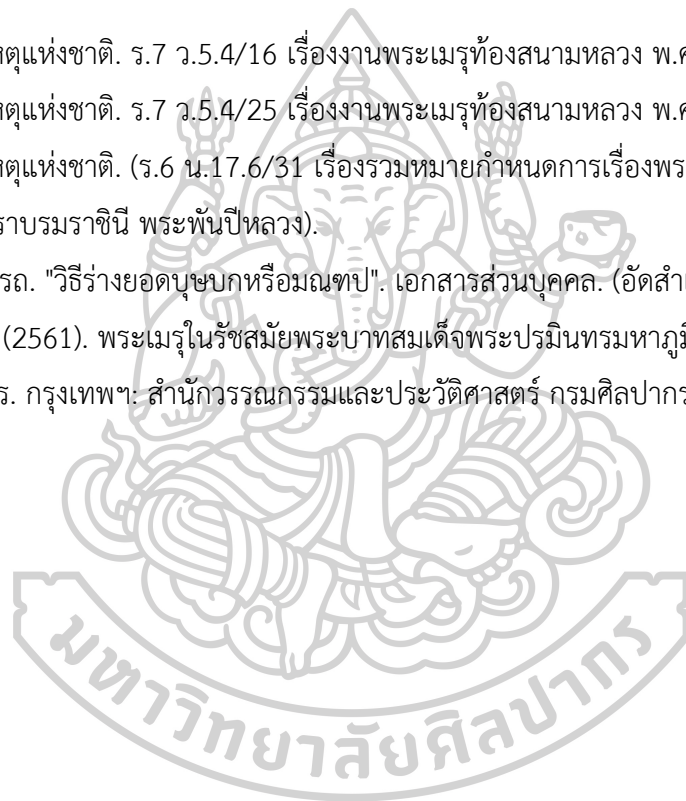 หตุแห่งชาติ. ร.7 ว.5.4/16 เรื่องงานพระเมรุท้องสนามหลวง พ.ศ
หตุแห่งชาติ. ร.7 ว.5.4/25 เรื่องงานพระเมรุท้องสนามหลวง พ.ศ
หตุแห่งชาติ. (ร.6 น.17.6/31 เรื่องรวมหมายกำหนดการเรื่องพระ
ราบรมราชินี พระพันปีหลวง).
รถ. "วิธีร่างยอดบุษบกหรือมณฑป". เอกสารส่วนบุคคล. (อัดสำเ
(2561). พระเมรุในรัชสมัยพระบาทสมเด็จพระปรมินทรมหาภูมิ
ร. กรุงเทพฯ: สำนักวรรณกรรมและประวัติศาสตร์ กรมศิลปากร
มหาวิทยาลัยศิลปากร